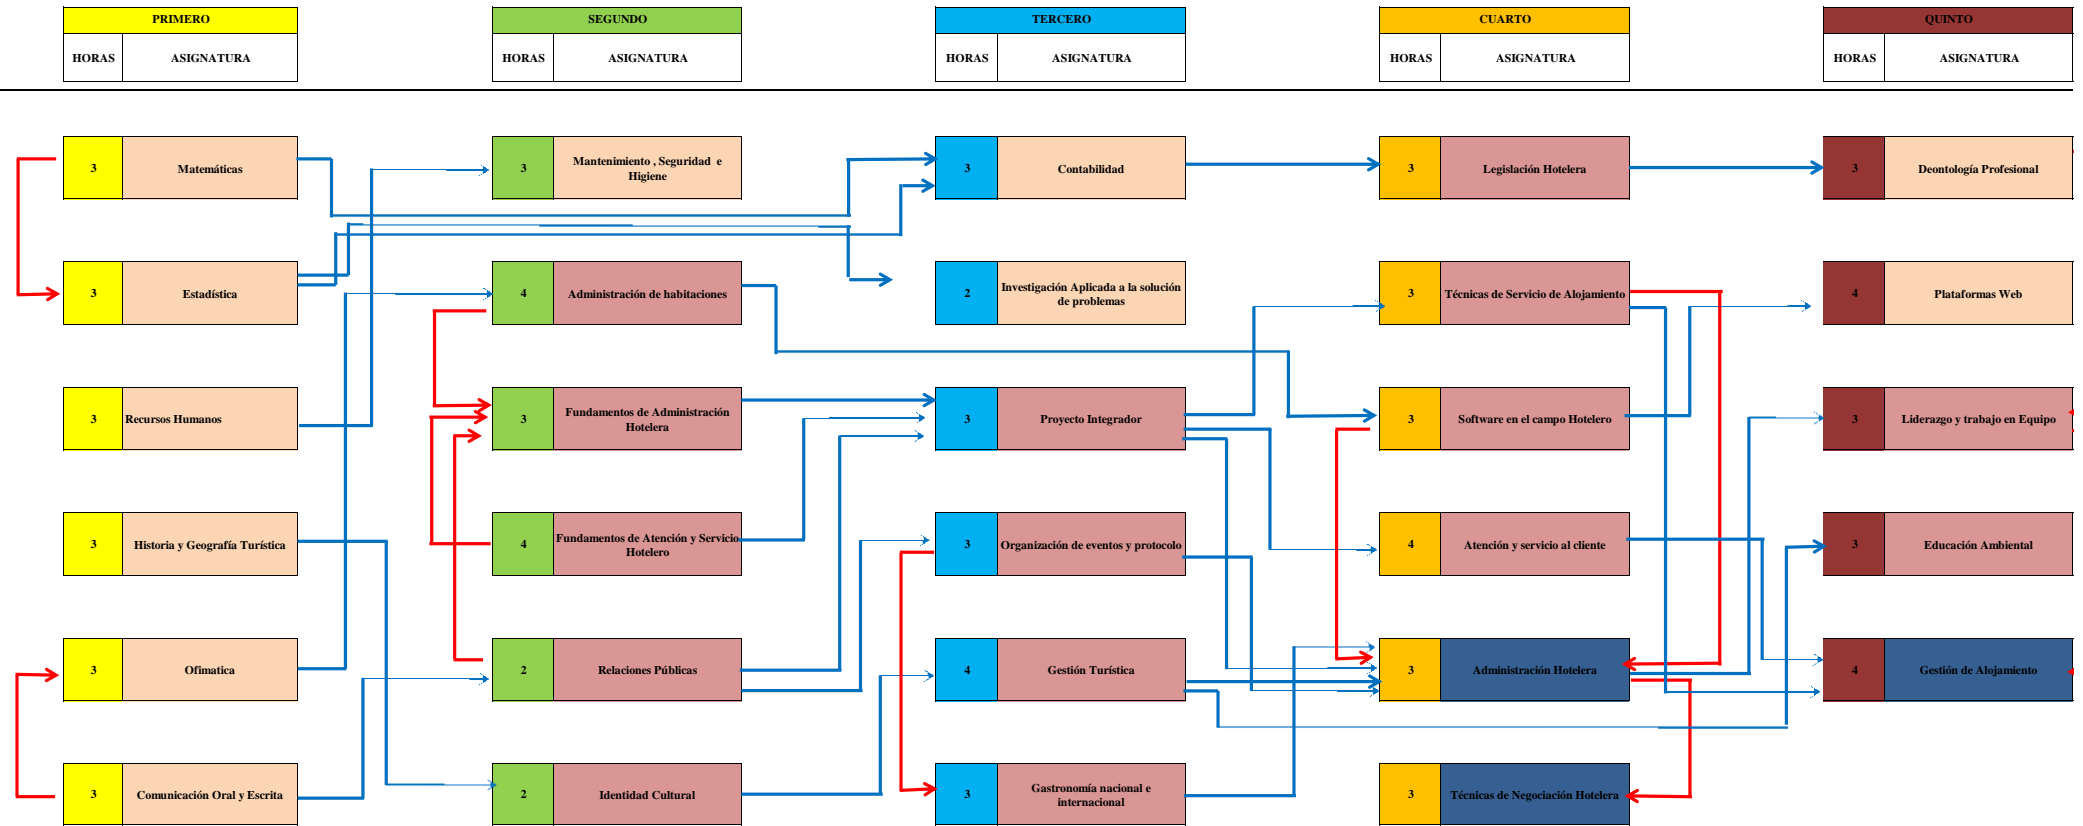 PRIMERO
SEGUNDO
TERCERO
CUARTO
QUINTO
HORAS ASIGNATURA
HORAS ASIGNATURA
HORAS ASIGNATURA
HORAS ASIGNATURA
HORAS ASIGNATURA
3 Matemáticas
3 Mantenimiento , Seguridad e
Higiene
3 Contabilidad
3 Legislación Hotelera
3 Deontología Profesional
3 Estadística
4 Administración de habitaciones
2 Investigación Aplicada a la solución
de problemas
3 Técnicas de Servicio de Alojamiento
4 Plataformas Web
3 Recursos Humanos
3 Fundamentos de Administración
Hotelera
3 Proyecto Integrador
3 Software en el campo Hotelero
3 Liderazgo y trabajo en Equipo
3 Historia y Geografía Turística
4 Fundamentos de Atención y Servicio
Hotelero
3 Organización de eventos y protocolo
4 Atención y servicio al cliente
3 Educación Ambiental
3 Ofimatica
2 Relaciones Públicas
4 Gestión Turística
3 Administración Hotelera
4 Gestión de Alojamiento
3 Comunicación Oral y Escrita
2 Identidad Cultural
3 Gastronomía nacional e
internacional
3 Técnicas de Negociación Hotelera